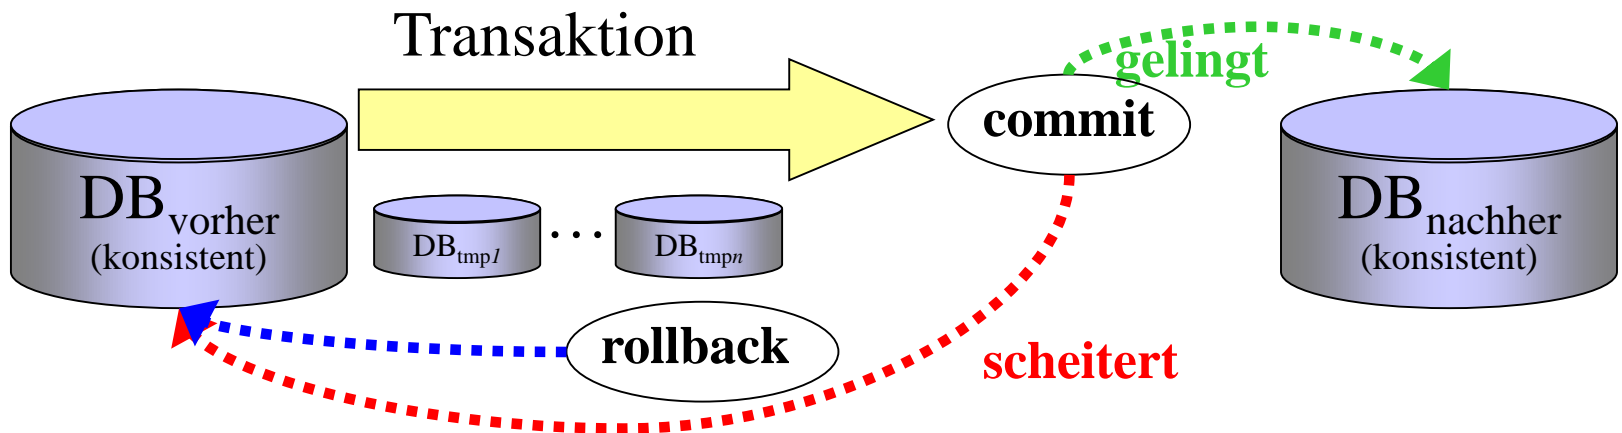 Transaktion
gelingt
commit
DBvorher
(konsistent)
DBtmp1
...
DBtmpn
DBnachher
(konsistent)
rollback
scheitert